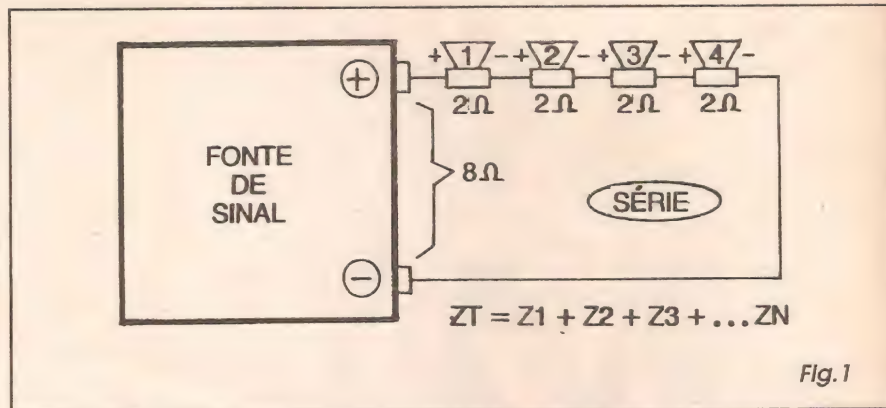 + 1 - + 2 - + 3 - + 4 -
2Ω 2Ω 2Ω 2Ω
+
FONTE
DE
SINAL
8Ω
SÉRIE
-
ZT = Z1 + Z2 + Z3 + ... ZN
Fig. 1